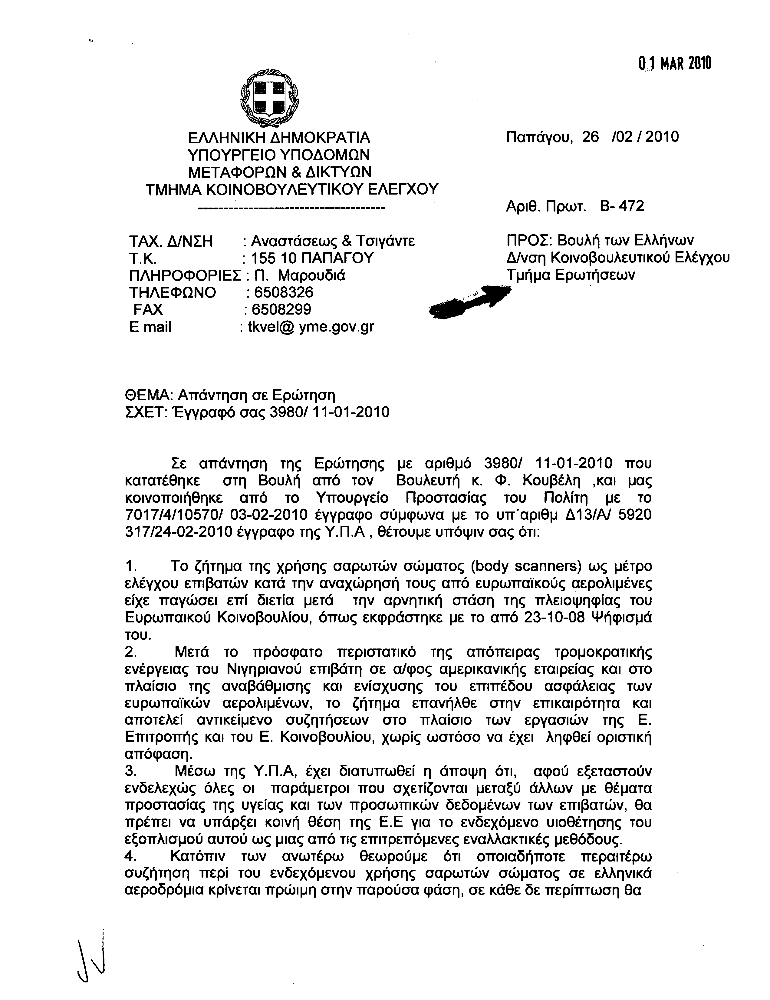 01 MAR 2010
ΕΛΛΗΝΙΚΗ ΔΗΜΟΚΡΑΤΙΑ
ΥΠΟΥΡΓΕΙΟ ΥΠΟΔΟΜΩΝ
ΜΕΤΑΦΟΡΩΝ & ΔΙΚΤΥΩΝ
ΤΜΗΜΑ ΚΟΙΝΟΒΟΥΛΕΥΤΙΚΟΥ ΕΛΕΓΧΟΥ
-------------------------------------
Παπάγου, 26 /02 / 2010
Αριθ. Πρωτ. Β- 472
ΤΑΧ. Δ/ΝΣΗ : Αναστάσεως & Τσιγάντε
Τ.Κ. : 155 10 ΠΑΠΑΓΟΥ
ΠΛΗΡΟΦΟΡΙΕΣ : Π. Μαρουδιά
ΤΗΛΕΦΩΝΟ : 6508326
FAX : 6508299
E mail : tkvel@ yme.gov.gr
ΠΡΟΣ: Βουλή των Ελλήνων
Δ/νση Κοινοβουλευτικού Ελέγχου
Τμήμα Ερωτήσεων
ΘΕΜΑ: Απάντηση σε Ερώτηση
ΣΧΕΤ: Έγγραφό σας 3980/ 11-01-2010
Σε απάντηση της Ερώτησης με αριθμό 3980/ 11-01-2010 που
κατατέθηκε στη Βουλή από τον Βουλευτή κ. Φ. Κουβέλη ,και μας
κοινοποιήθηκε από το Υπουργείο Προστασίας του Πολίτη με το
7017/4/10570/ 03-02-2010 έγγραφο σύμφωνα με το υπ΄αριθμ Δ13/Α/ 5920
317/24-02-2010 έγγραφο της Υ.Π.Α , θέτουμε υπόψιν σας ότι:
1. Το ζήτημα της χρήσης σαρωτών σώματος (body scanners) ως μέτρο
ελέγχου επιβατών κατά την αναχώρησή τους από ευρωπαϊκούς αερολιμένες
είχε παγώσει επί διετία μετά την αρνητική στάση της πλειοψηφίας του
Ευρωπαικού Κοινοβουλίου, όπως εκφράστηκε με το από 23-10-08 Ψήφισμά
του.
2. Μετά το πρόσφατο περιστατικό της απόπειρας τρομοκρατικής
ενέργειας του Νιγηριανού επιβάτη σε α/φος αμερικανικής εταιρείας και στο
πλαίσιο της αναβάθμισης και ενίσχυσης του επιπέδου ασφάλειας των
ευρωπαϊκών αερολιμένων, το ζήτημα επανήλθε στην επικαιρότητα και
αποτελεί αντικείμενο συζητήσεων στο πλαίσιο των εργασιών της Ε.
Επιτροπής και του Ε. Κοινοβουλίου, χωρίς ωστόσο να έχει ληφθεί οριστική
απόφαση.
3. Μέσω της Υ.Π.Α, έχει διατυπωθεί η άποψη ότι, αφού εξεταστούν
ενδελεχώς όλες οι παράμετροι που σχετίζονται μεταξύ άλλων με θέματα
προστασίας της υγείας και των προσωπικών δεδομένων των επιβατών, θα
πρέπει να υπάρξει κοινή θέση της Ε.Ε για το ενδεχόμενο υιοθέτησης του
εξοπλισμού αυτού ως μιας από τις επιτρεπόμενες εναλλακτικές μεθόδους.
4. Κατόπιν των ανωτέρω θεωρούμε ότι οποιαδήποτε περαιτέρω
συζήτηση περί του ενδεχόμενου χρήσης σαρωτών σώματος σε ελληνικά
αεροδρόμια κρίνεται πρώιμη στην παρούσα φάση, σε κάθε δε περίπτωση θα